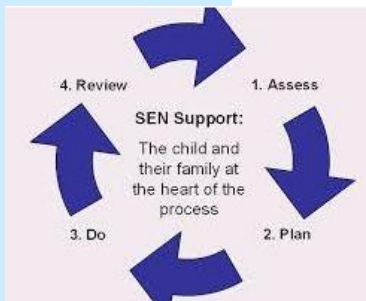 4. Review
1. Assess
SEN Support:
The child and
their family at
the heart of the
process
3. Do
2. Plan